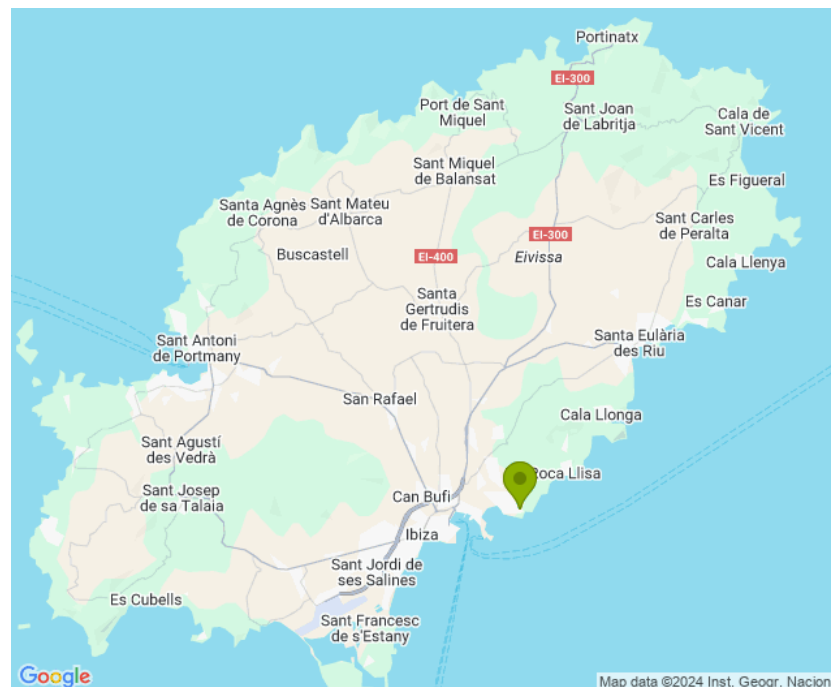 Portinatx
EI-300
Port de Sant
Miquel
Sant Joan
de Labritja
Cala de
Sant Vicent
Sant Miquel
de Balansat
Es Figueral
Santa Agnès
de Corona
Sant Mateu
d'Albarca
Sant Carles
de Peralta
EI-300
Buscastell
EI-400
Eivissa
Cala Llenya
Santa
Gertrudis
de Fruitera
Es Canar
Sant Antoni
de Portmany
Santa Eulària
des Riu
San Rafael
Cala Llonga
Sant Agustí
des Vedrà
Roca Llisa
Sant Josep
de sa Talaia
Can Bufi
Ibiza
Sant Jordi de
ses Salines
Es Cubells
Sant Francesc
de s'Estany
Google
Map data ©2024 Inst. Geogr. Nacion